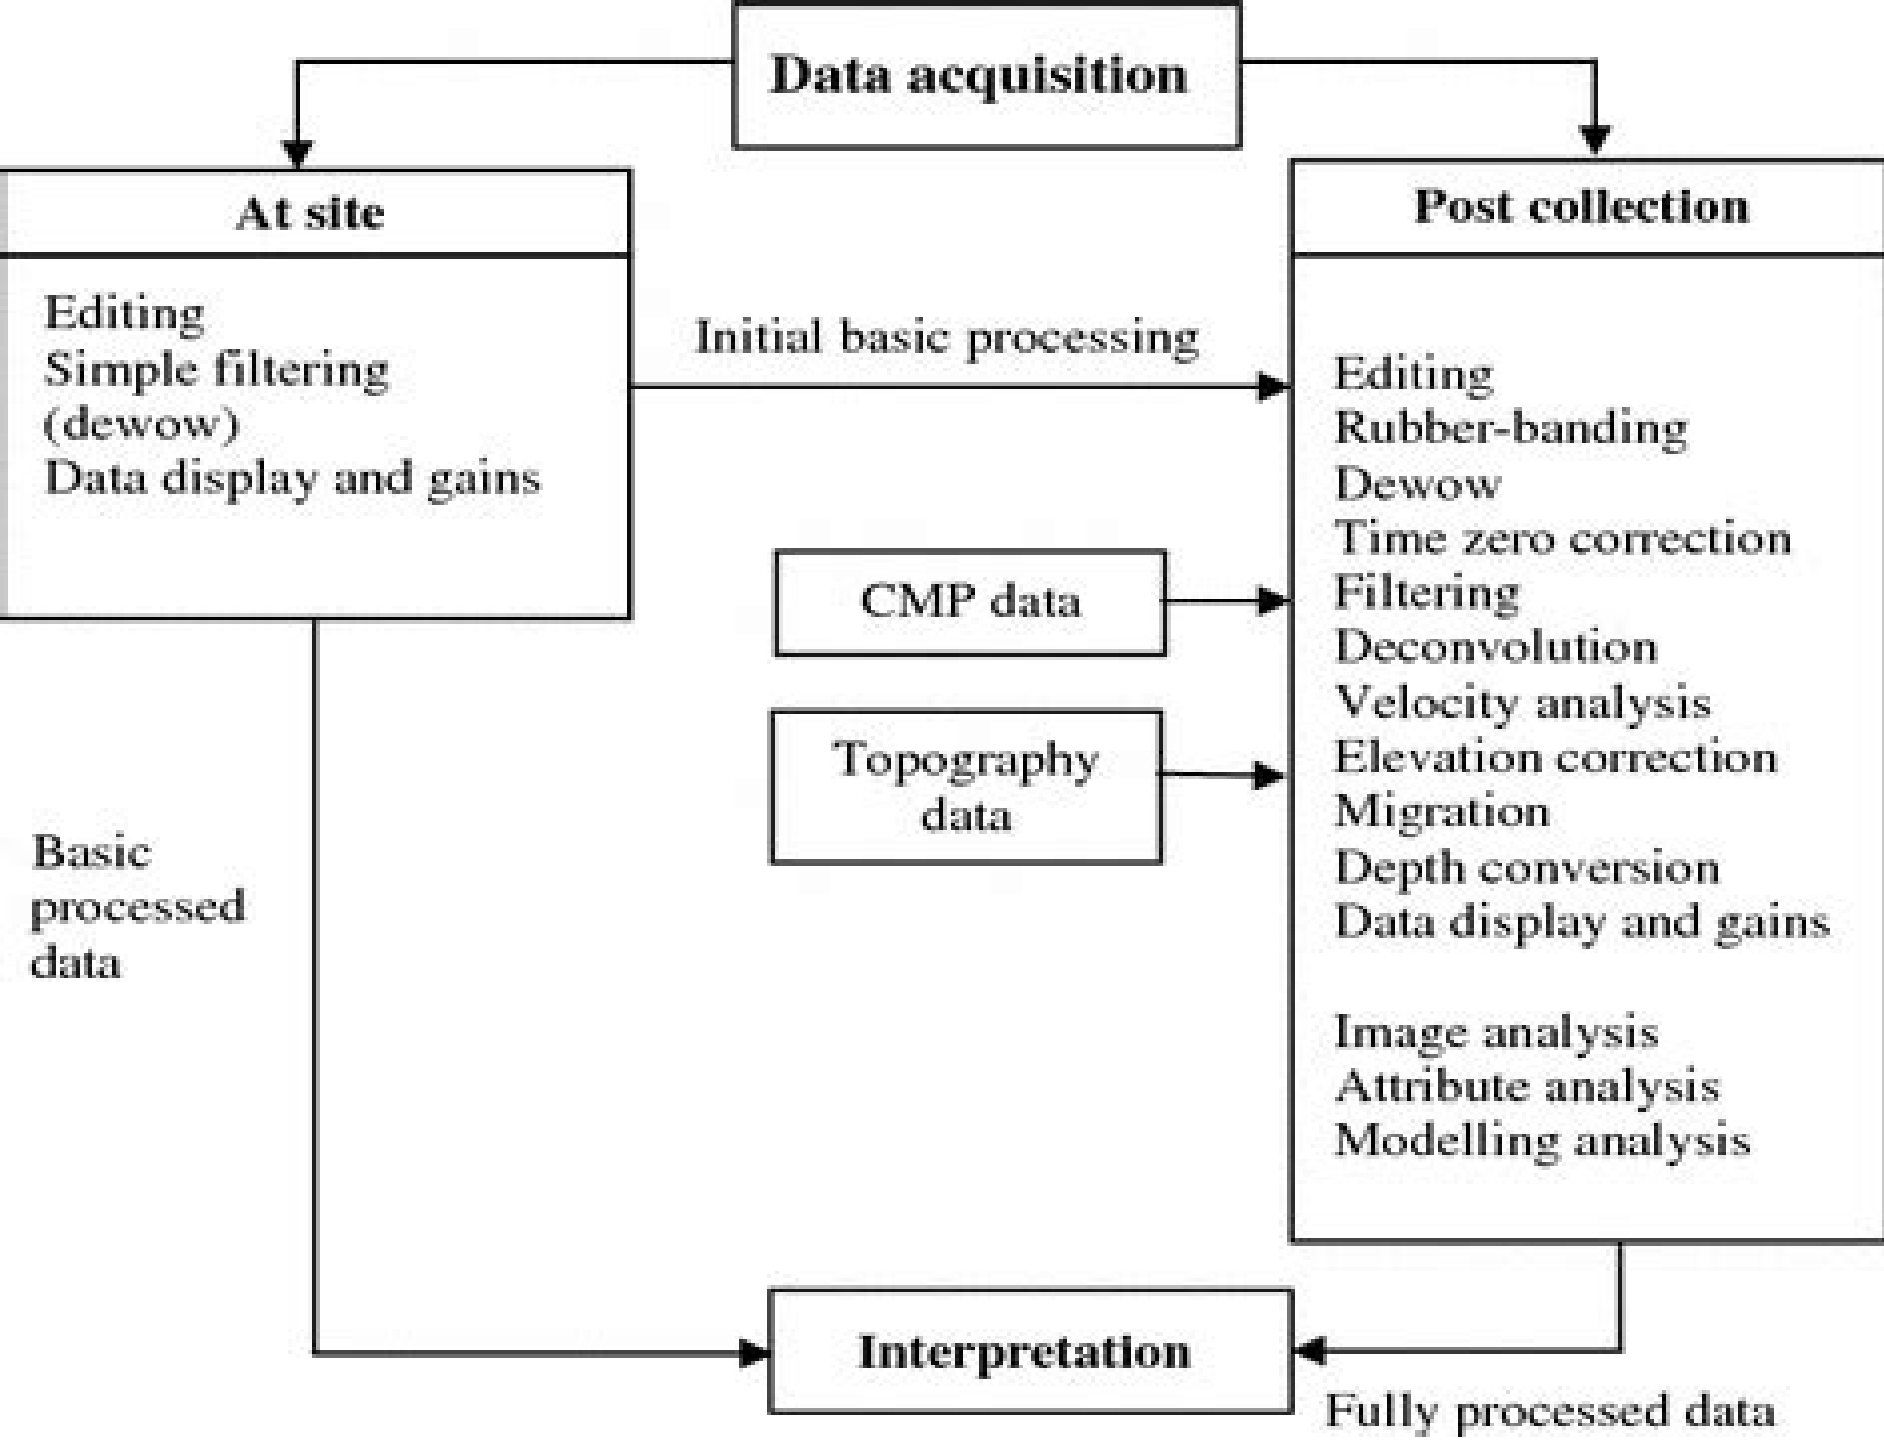 Data acquisition
At site
Editing
Simple filtering
(dewow)
Data display and gains
Initial basic processing
Post collection
Editing
Rubber-banding
Dewow
Time zero correction
Filtering
Deconvolution
Velocity analysis
Elevation correction
Migration
Depth conversion
Data display and gains
Image analysis
Attribute analysis
Modelling analysis
CMP data
Topography
data
Basic
processed
data
Interpretation
Fully processed data